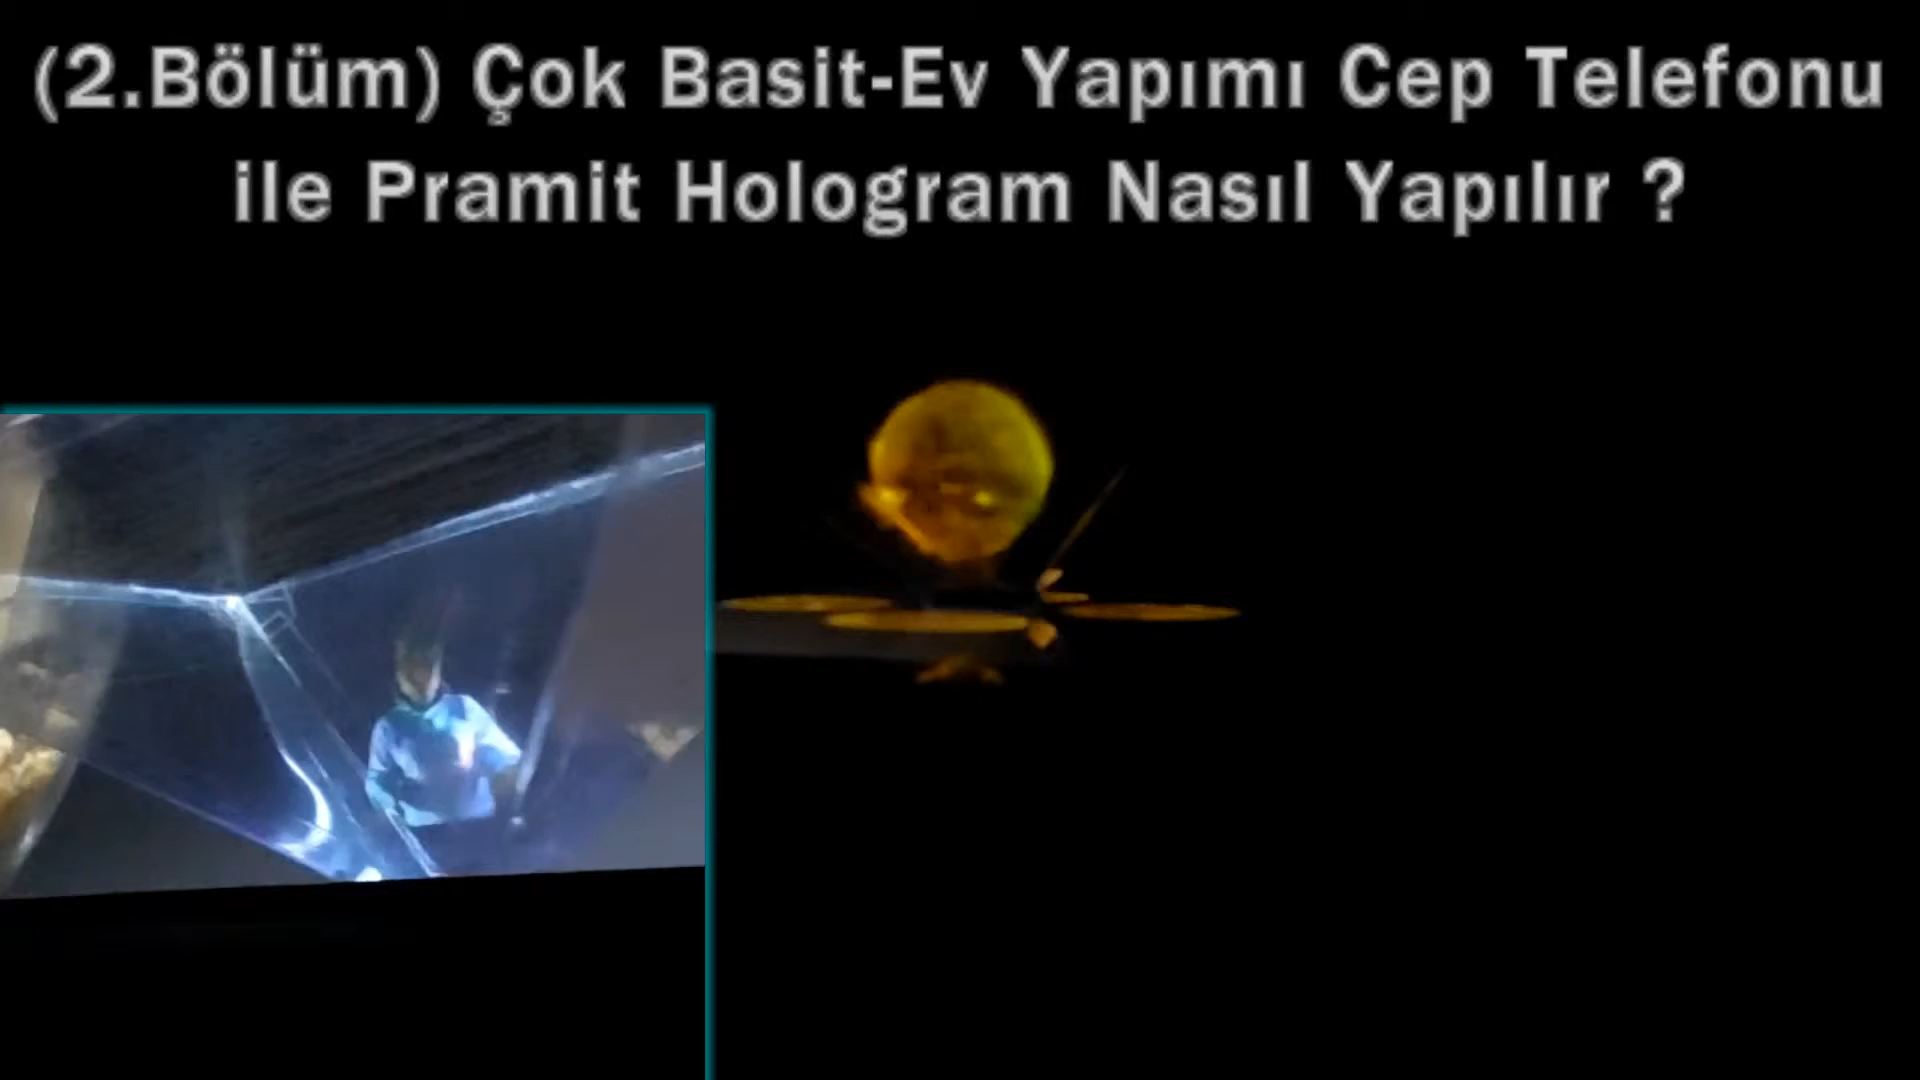 (2.Bölüm) Çok Basit-Ev Yapımı Cep Telefonu
ile Pramit Hologram Nasıl Yapılır ?